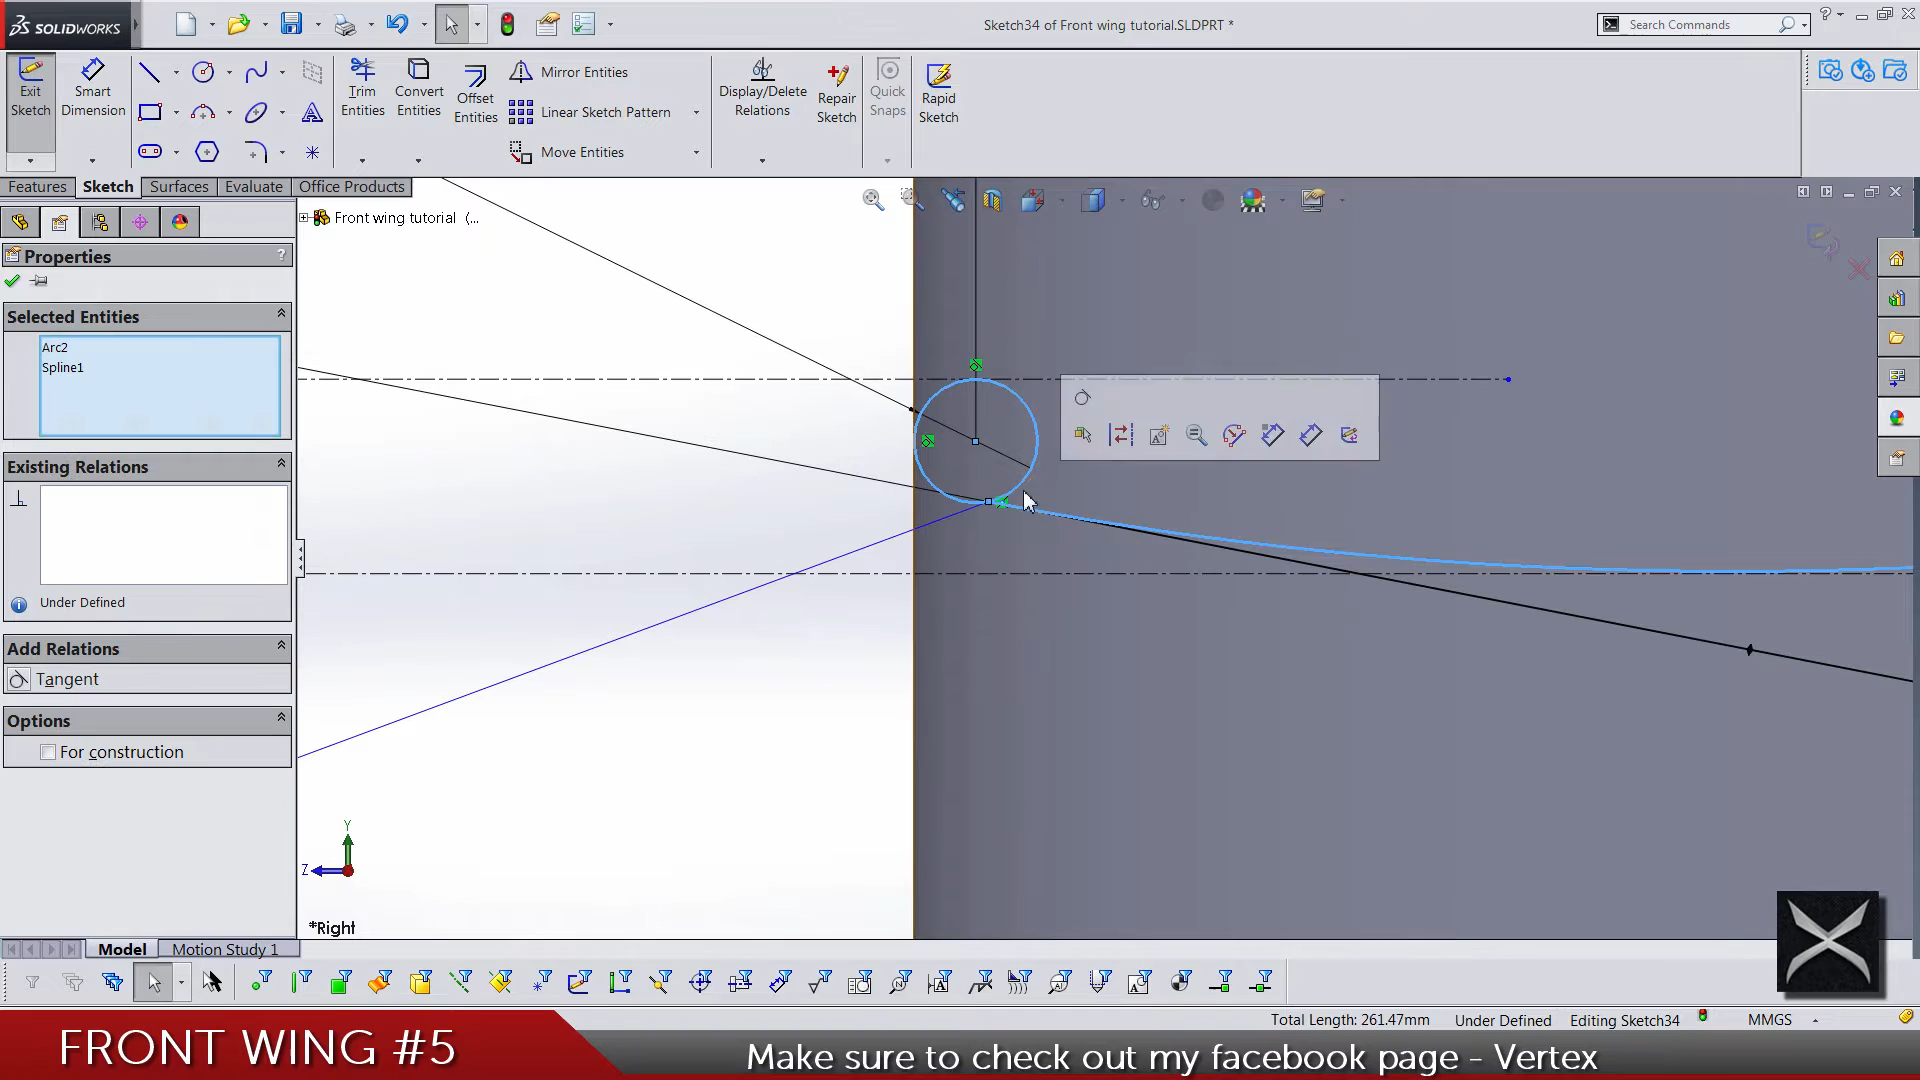 SOLIDWORKS
Sketch34 of Front wing tutorial.SLDPRT *
Search Commands
Exit Sketch
Smart Dimension
Trim Entities
Convert Entities
Offset Entities
Mirror Entities
Linear Sketch Pattern
Move Entities
Display/Delete Relations
Repair Sketch
Quick Snaps
Rapid Sketch
Features
Sketch
Surfaces
Evaluate
Office Products
Front wing tutorial (...
Properties
?
Selected Entities
Arc2
Spline1
Existing Relations
Under Defined
Add Relations
Tangent
Options
For construction
Y
Z
*Right
Model
Motion Study 1
Total Length: 261.47mm
Under Defined
Editing Sketch34
MMGS
FRONT WING #5
Make sure to check out my facebook page - Vertex